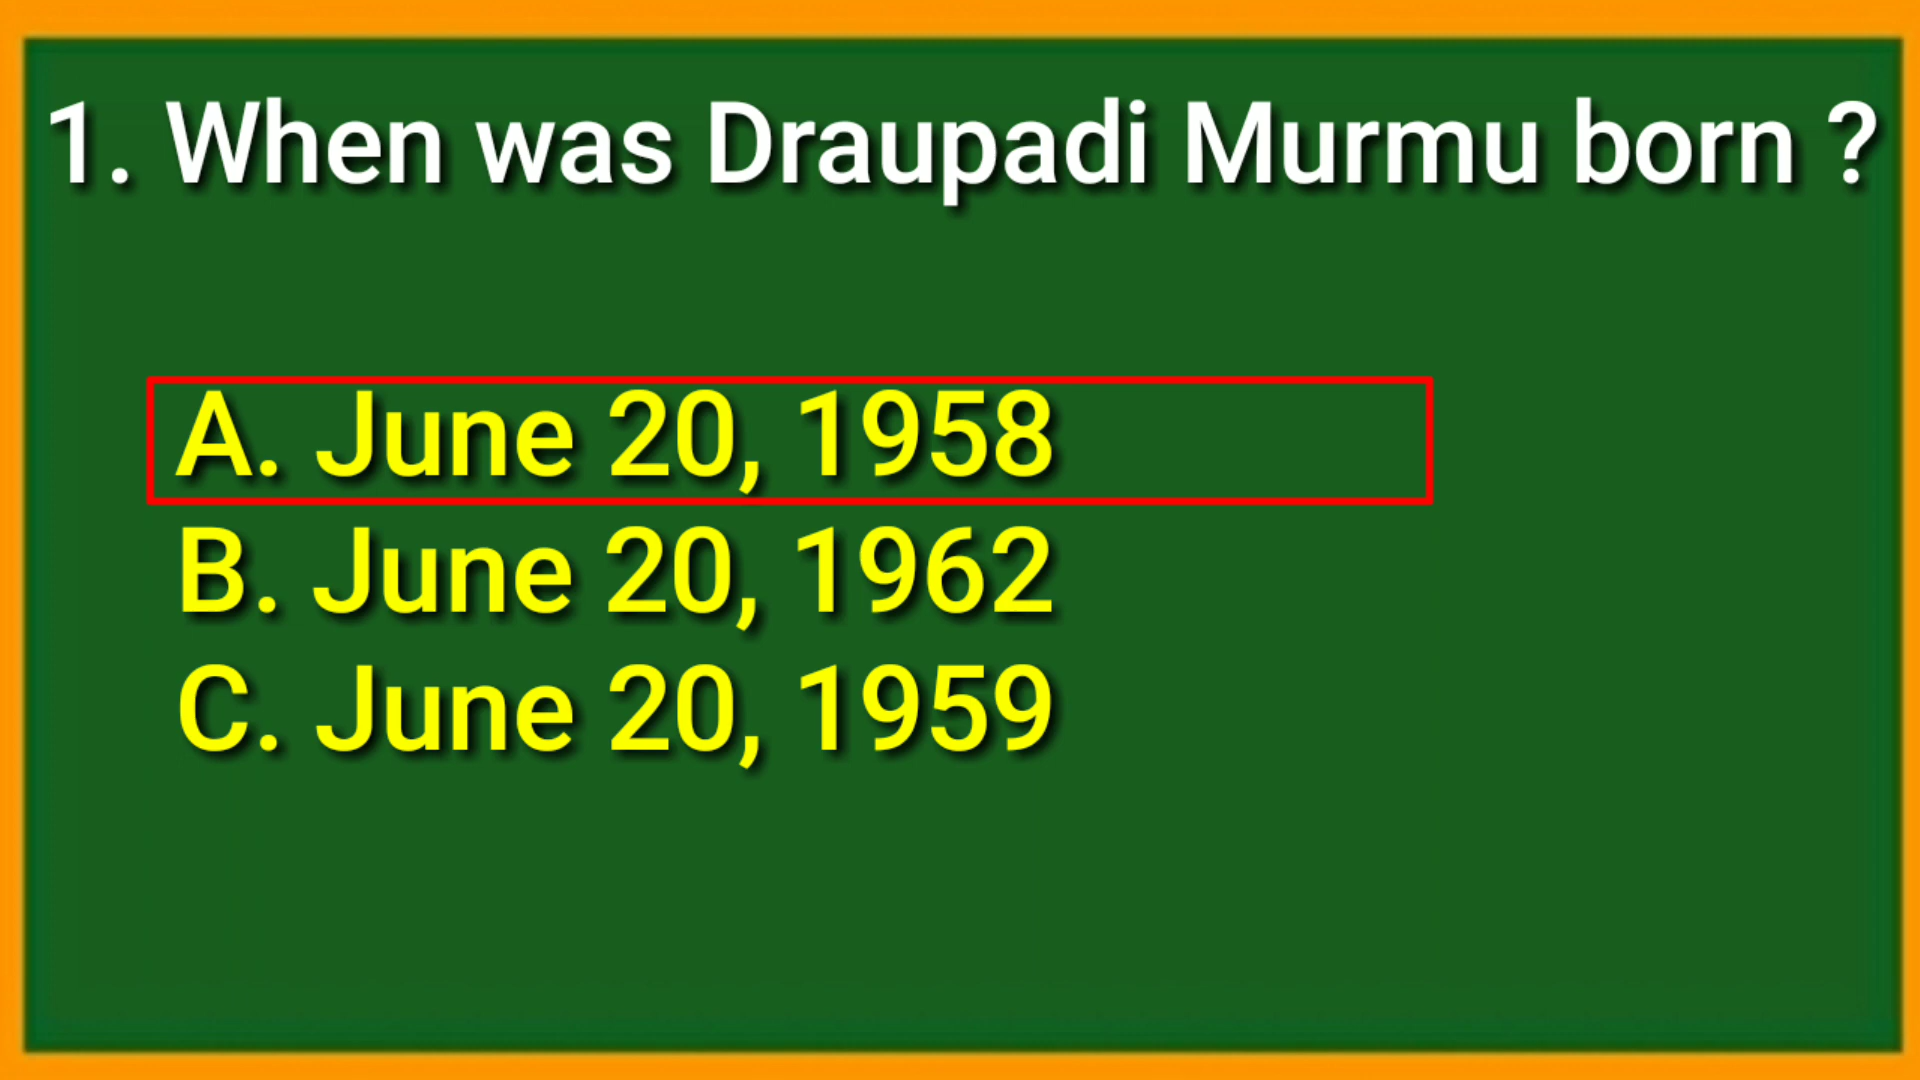 1. When was Draupadi Murmu born ?
A. June 20, 1958
B. June 20, 1962
C. June 20, 1959